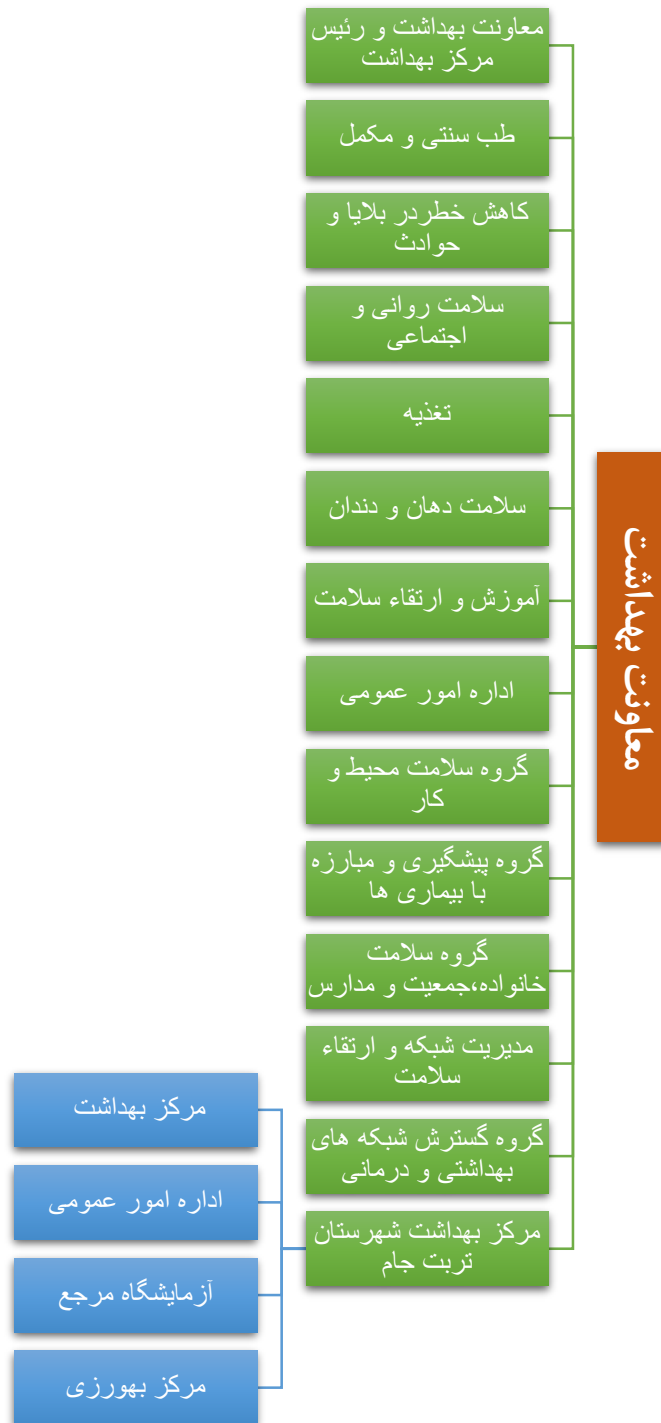 معاونت بهداشت
معاونت بهداشت و رئیس
مرکز بهداشت
طب سنتی و مکمل
کاهش خطردر بلایا و
حوادث
سلامت روانی و
اجتماعی
تغذیه
سلامت دهان و دندان
آموزش و ارتقاء سلامت
اداره امور عمومی
گروه سلامت محیط و
کار
گروه پیشگیری و مبارزه
با بیماری ها
گروه سلامت
خانواده،جمعیت و مدارس
مدیریت شبکه و ارتقاء
سلامت
گروه گسترش شبکه های
بهداشتی و درمانی
مرکز بهداشت شهرستان
تربت جام
مرکز بهداشت
اداره امور عمومی
آزمایشگاه مرجع
مرکز بهورزی